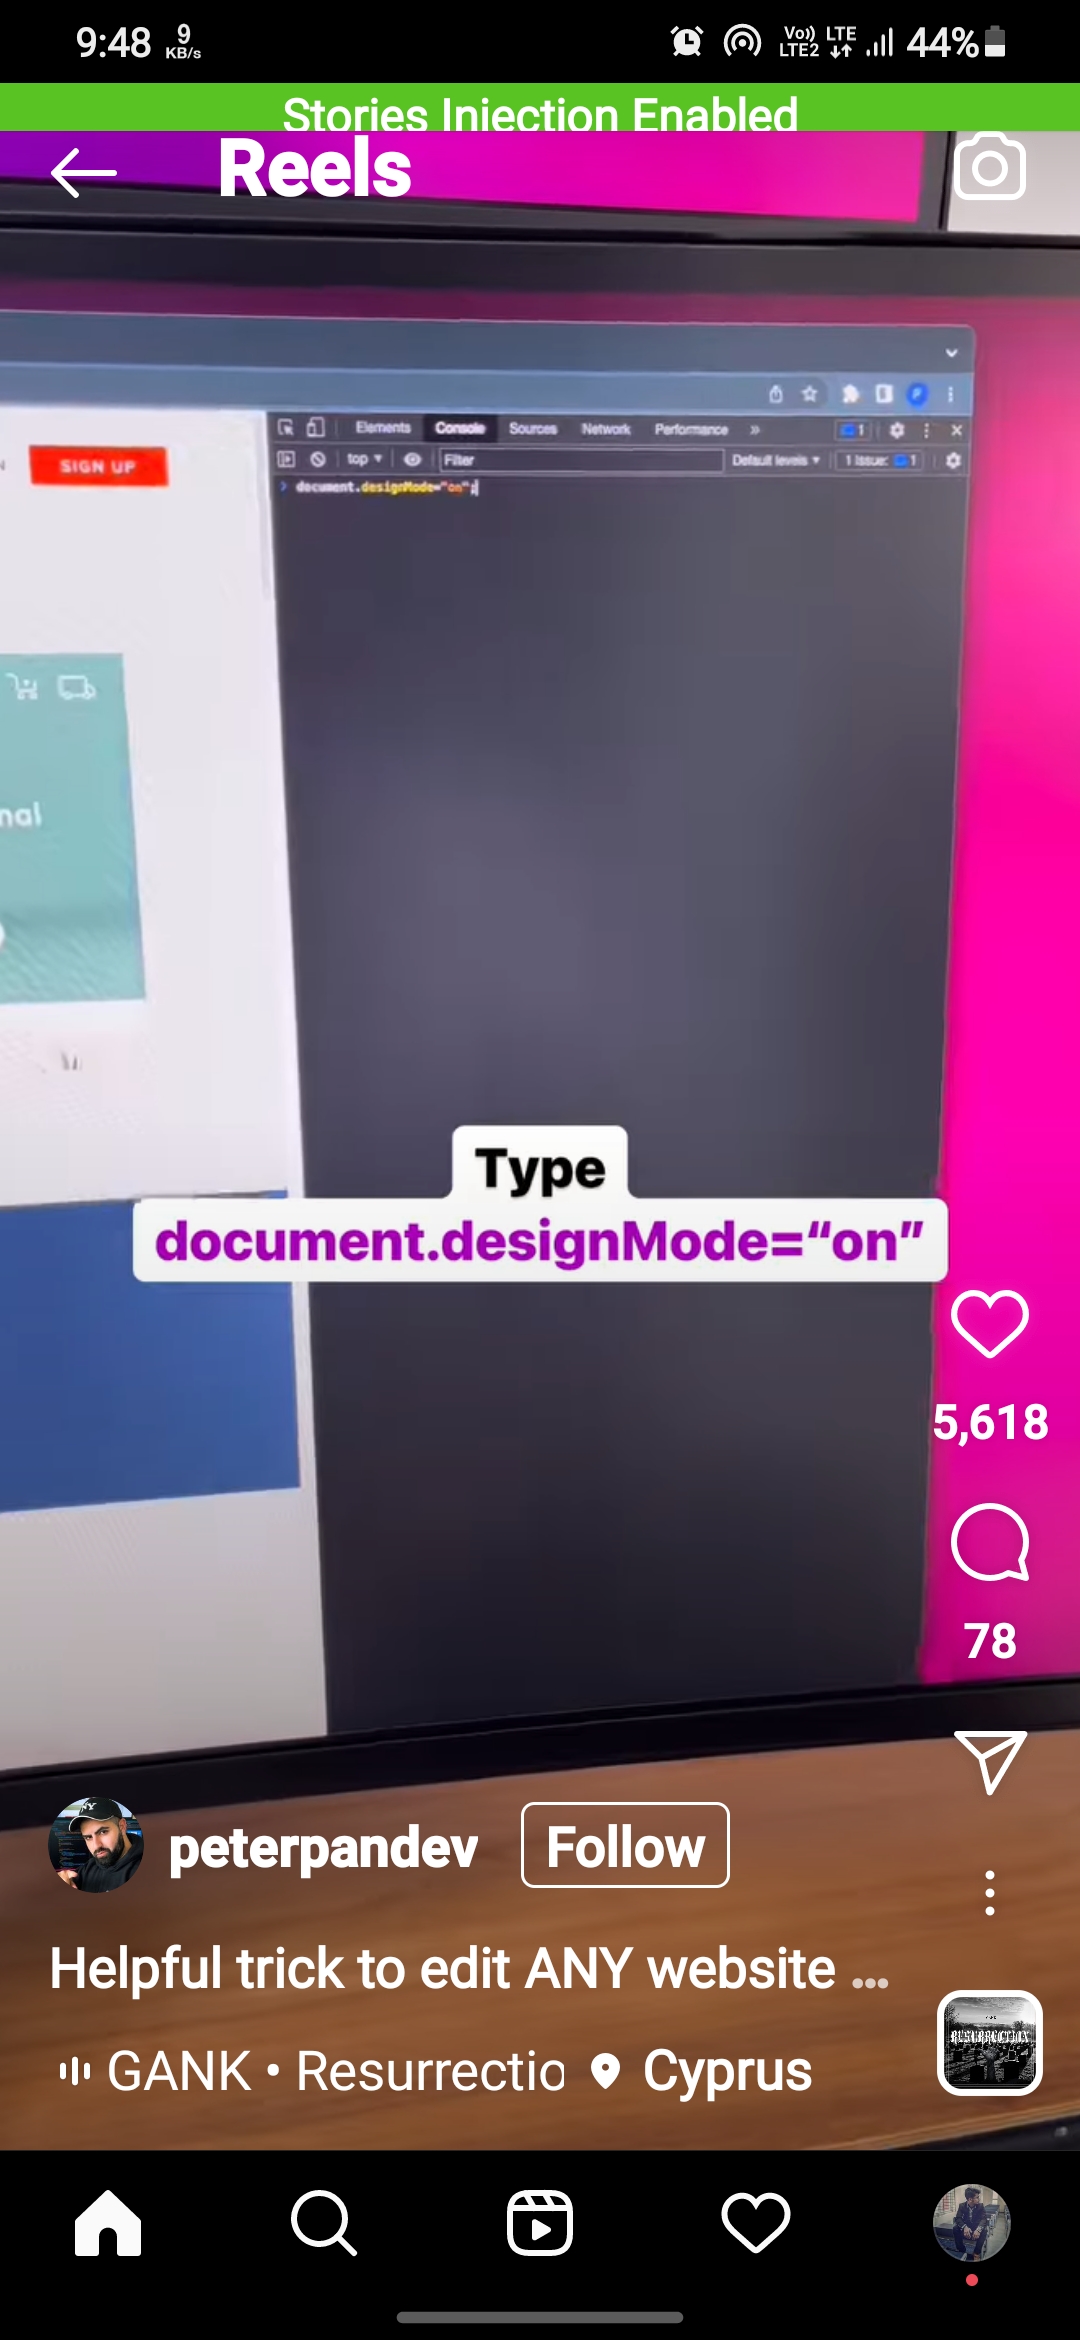 9:48 9 KB/s Vo)) LTE2 LTE 44%
Stories Injection Enabled
Reels
Elements Console Sources Network Performance » 1
SIGN UP
top Filter Default levels 1 Issue: 1
document.designMode="on";
nal
Type
document.designMode=“on”
5,618
78
peterpandev Follow
Helpful trick to edit ANY website ...
GANK • Resurrectio Cyprus
RESURRECTION